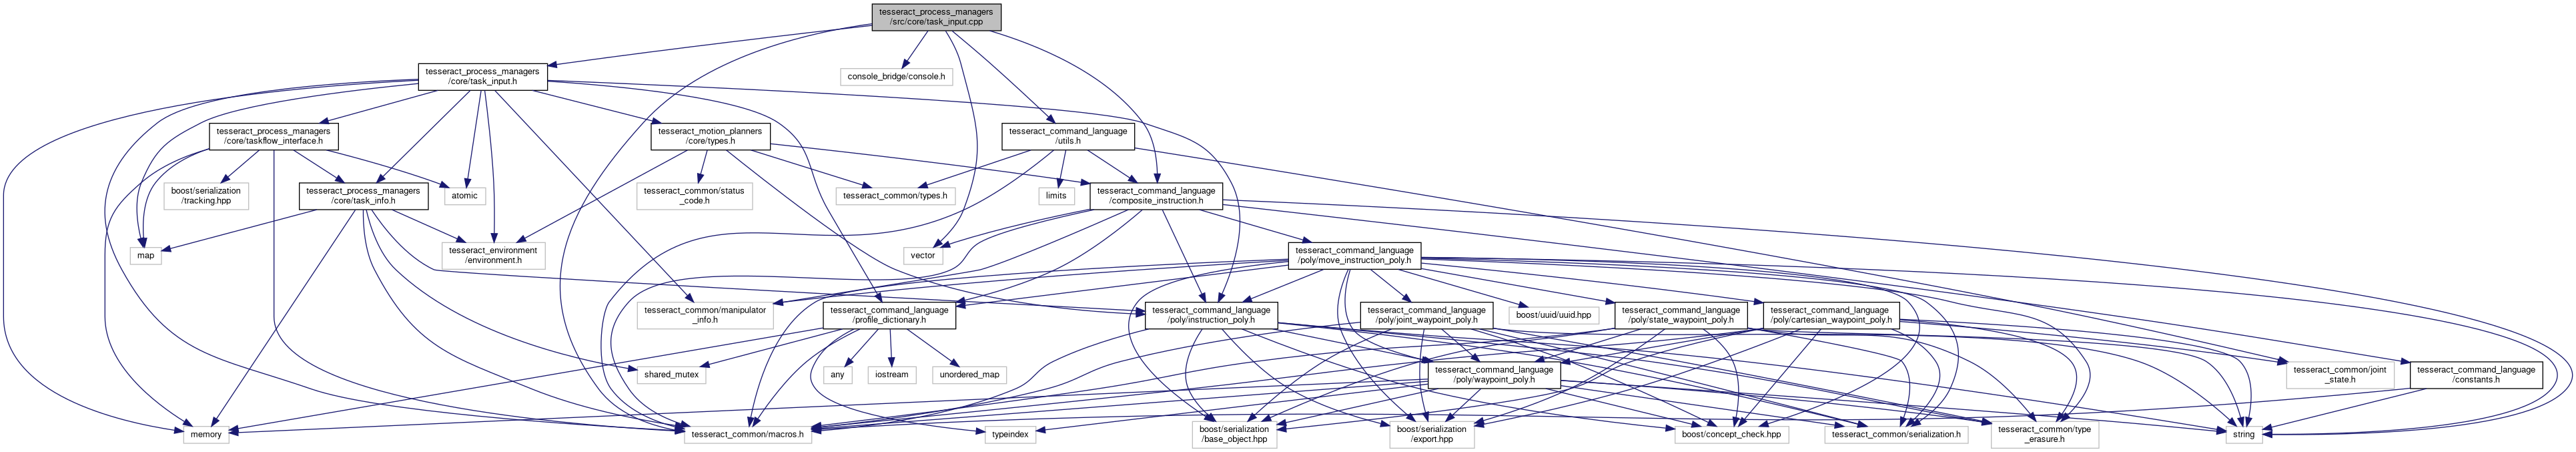 tesseract_process_managers
/src/core/task_input.cpp
tesseract_process_managers
/core/task_input.h
console_bridge/console.h
tesseract_process_managers
/core/taskflow_interface.h
tesseract_motion_planners
/core/types.h
tesseract_command_language
/utils.h
boost/serialization
/tracking.hpp
tesseract_process_managers
/core/task_info.h
atomic
tesseract_common/status
_code.h
tesseract_common/types.h
limits
tesseract_command_language
/composite_instruction.h
map
tesseract_environment
/environment.h
vector
tesseract_command_language
/poly/move_instruction_poly.h
tesseract_common/manipulator
_info.h
tesseract_command_language
/profile_dictionary.h
tesseract_command_language
/poly/instruction_poly.h
tesseract_command_language
/poly/joint_waypoint_poly.h
boost/uuid/uuid.hpp
tesseract_command_language
/poly/state_waypoint_poly.h
tesseract_command_language
/poly/cartesian_waypoint_poly.h
shared_mutex
any
iostream
unordered_map
tesseract_command_language
/poly/waypoint_poly.h
tesseract_common/joint
_state.h
tesseract_command_language
/constants.h
memory
tesseract_common/macros.h
typeindex
boost/serialization
/base_object.hpp
boost/serialization
/export.hpp
boost/concept_check.hpp
tesseract_common/serialization.h
tesseract_common/type
_erasure.h
string